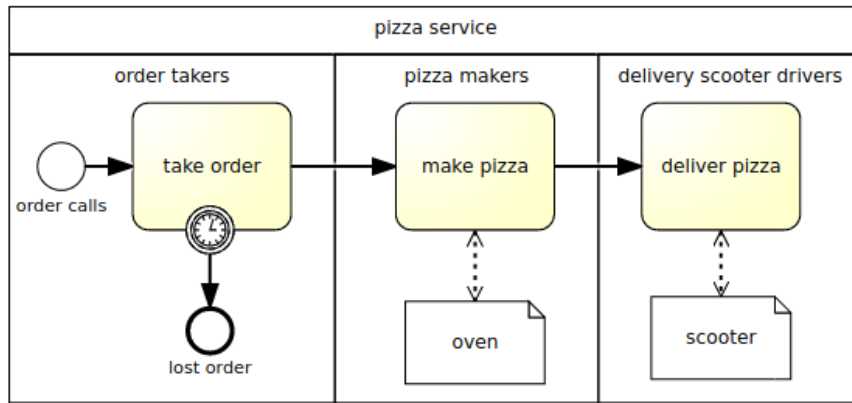 pizza service
order takers
pizza makers
delivery scooter drivers
take order
make pizza
deliver pizza
order calls
lost order
oven
scooter